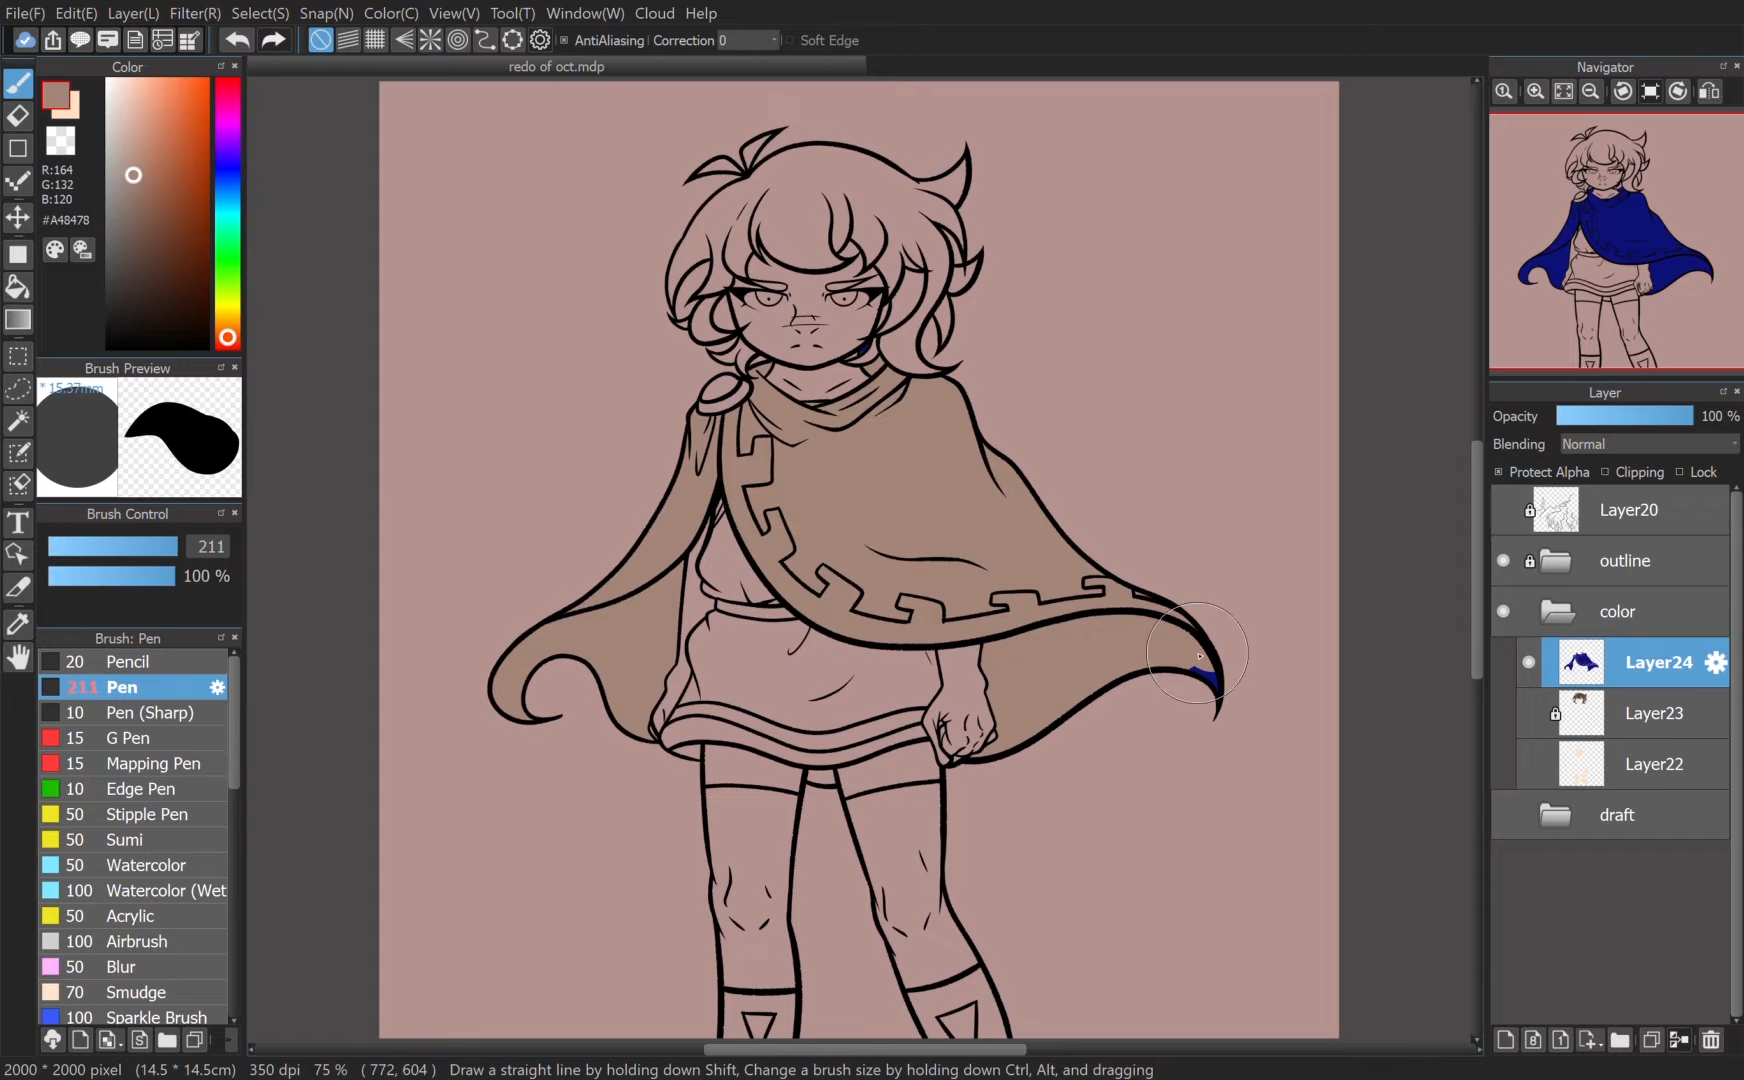 File(F) Edit(E) Layer(L) Filter(R) Select(S) Snap(N) Color(C) View(V) Tool(T) Window(W) Cloud Help
AntiAliasing Correction 0 Soft Edge
Color
redo of oct.mdp
Navigator
R:164
G:132
B:120
#A48478
Brush Preview
* 15.37mm
Layer
Opacity 100 %
Blending Normal
Protect Alpha Clipping Lock
Brush Control
211
100 %
Layer20
outline
color
Layer24
Layer23
Layer22
draft
Brush: Pen
20 Pencil
211 Pen
10 Pen (Sharp)
15 G Pen
15 Mapping Pen
10 Edge Pen
50 Stipple Pen
50 Sumi
50 Watercolor
100 Watercolor (Wet
50 Acrylic
100 Airbrush
50 Blur
70 Smudge
100 Sparkle Brush
2000 * 2000 pixel (14.5 * 14.5cm) 350 dpi 75 % ( 772, 604 ) Draw a straight line by holding down Shift, Change a brush size by holding down Ctrl, Alt, and dragging